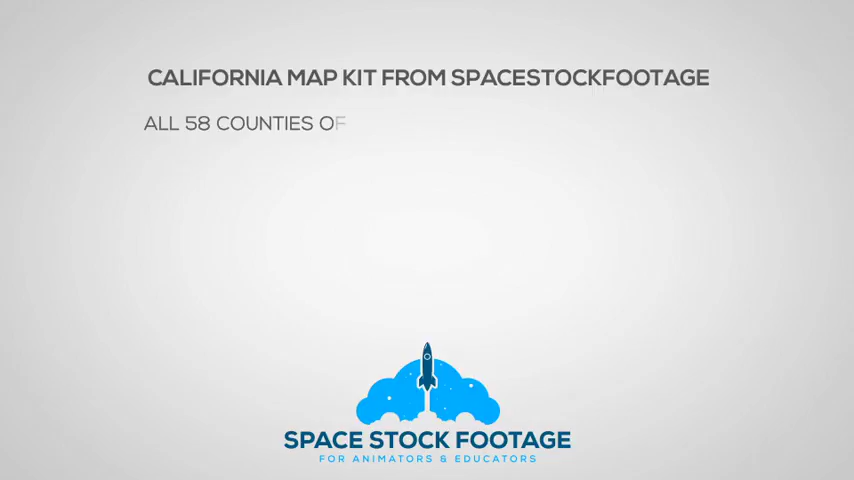 CALIFORNIA MAP KIT FROM SPACESTOCKFOOTAGE
ALL 58 COUNTIES OF
SPACE STOCK FOOTAGE
FOR ANIMATORS & EDUCATORS